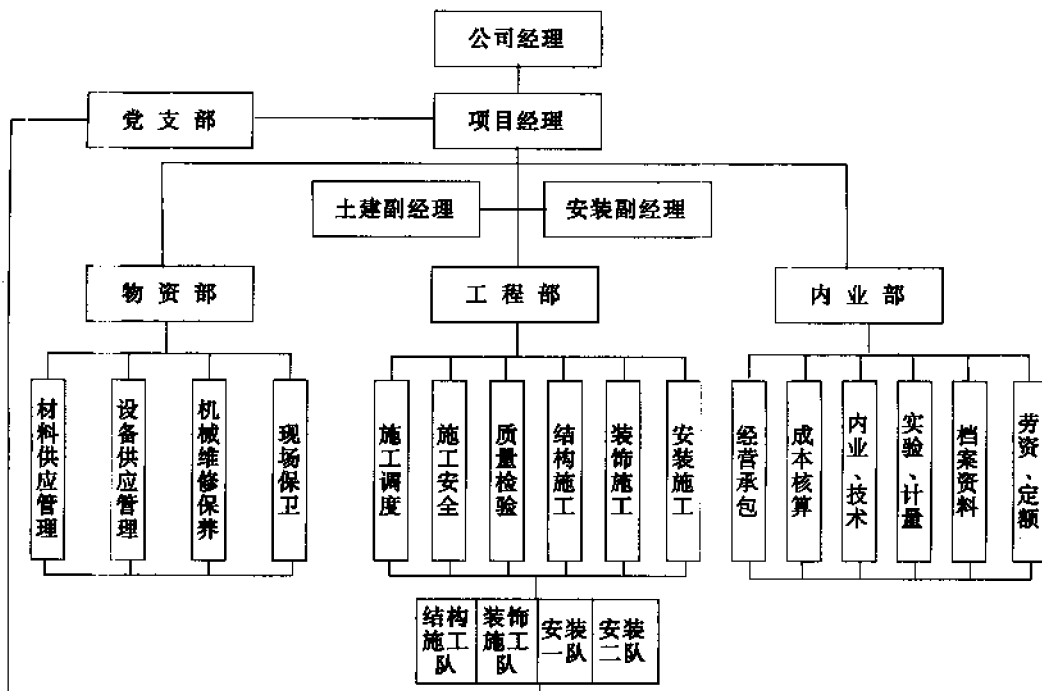 公司经理
党支部
项目经理
土建副经理
安装副经理
物资部
工程部
内业部
材料供应管理
设备供应管理
机械维修保养
现场保卫
施工调度
施工安全
质量检验
结构施工
装饰施工
安装施工
经营承包
成本核算
内业、技术
实验、计量
档案资料
劳资、定额
结构
施工
队
装饰
施工
队
安装
一队
安装
二队